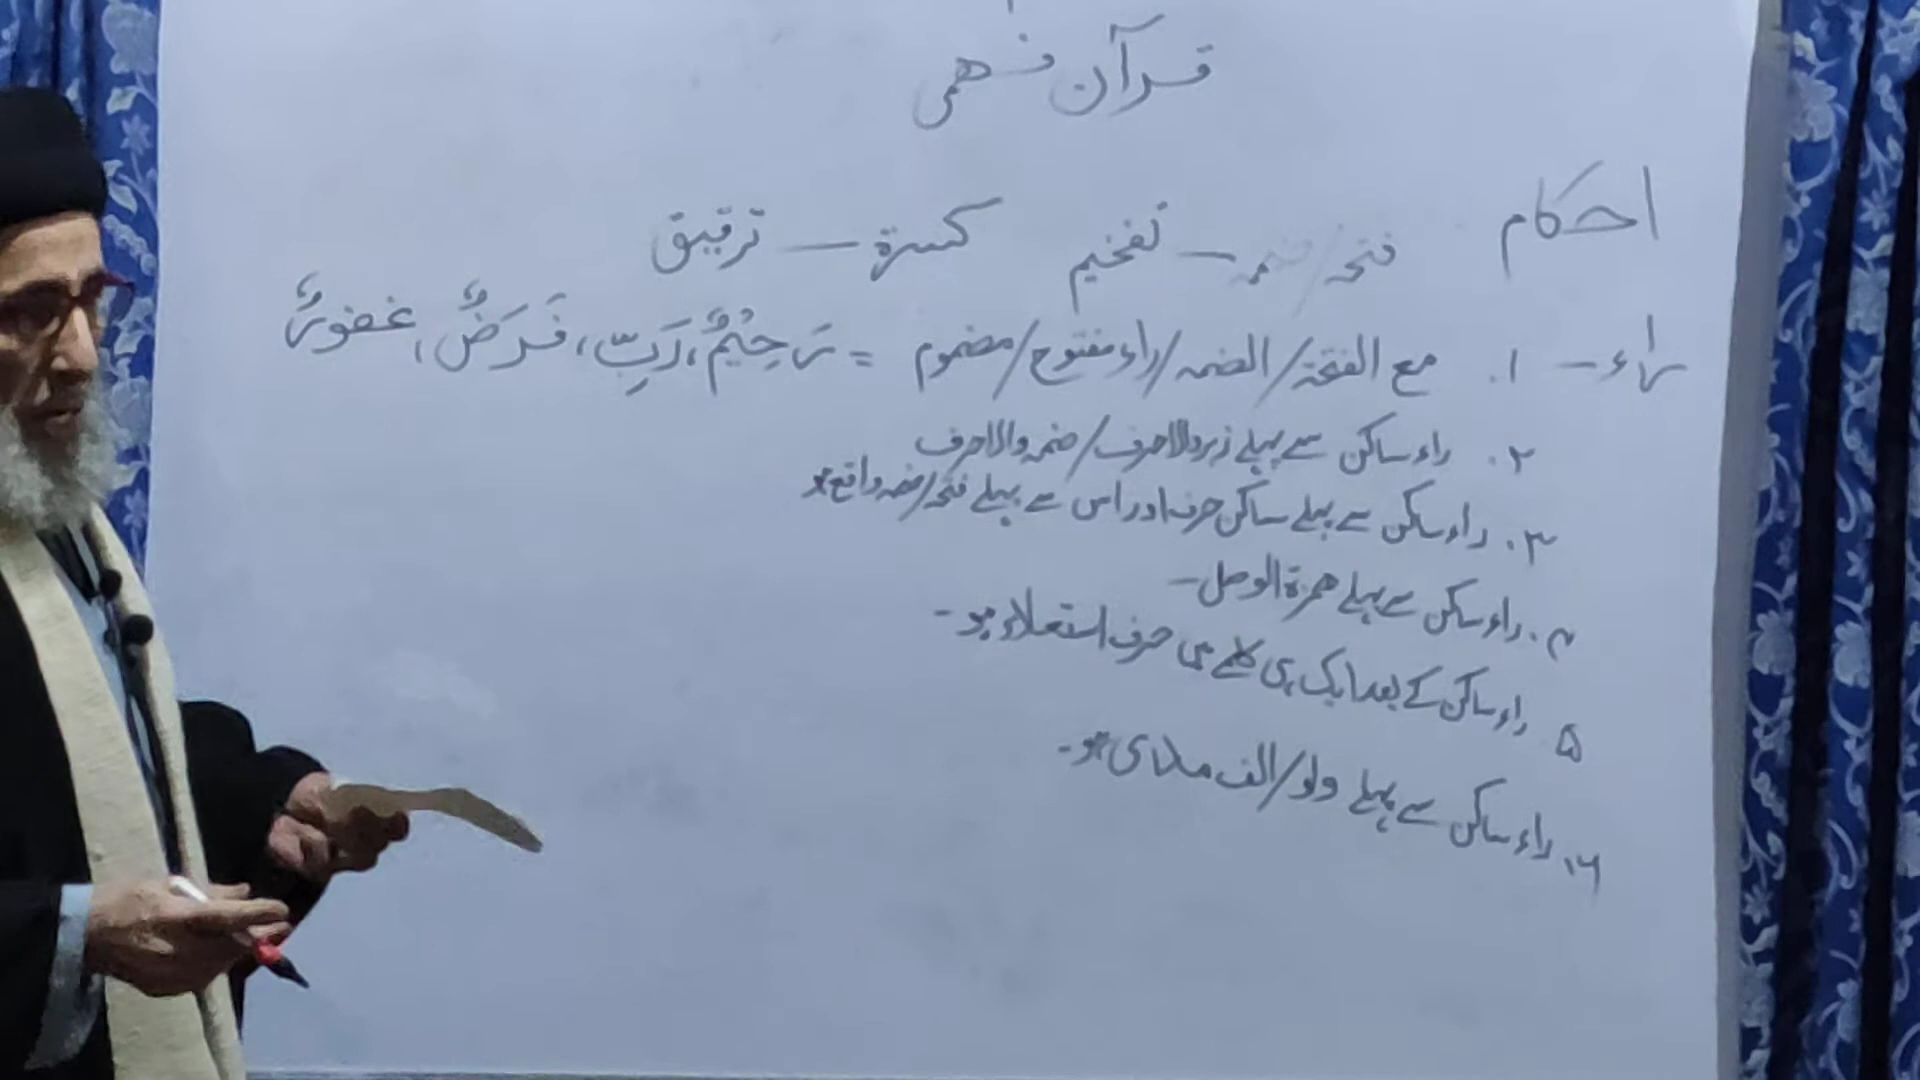 قرآن فہمی
احکام
فتحہ/ضمہ — تفخیم کسرۃ — ترقیق
راء — ۱. مع الفتحۃ/الضمہ/راء مفتوح/مضموم = رَحِیْمٌ، رَبِّ، فَرَضٌ، غفورٌ
۲. راء ساکن سے پہلے زبر والا حرف/ضمہ والا حرف
۳. راء ساکن سے پہلے ساکن حرف اور اس سے پہلے فتحہ/ضمہ واقع ہو
۴. راء ساکن سے پہلے ھمزۃ الوصل –
۵ راء ساکن کے بعد ایک ہی کلمے میں حرف استعلاء ہو –
۶. راء ساکن سے پہلے واو/الف مدی ہو –